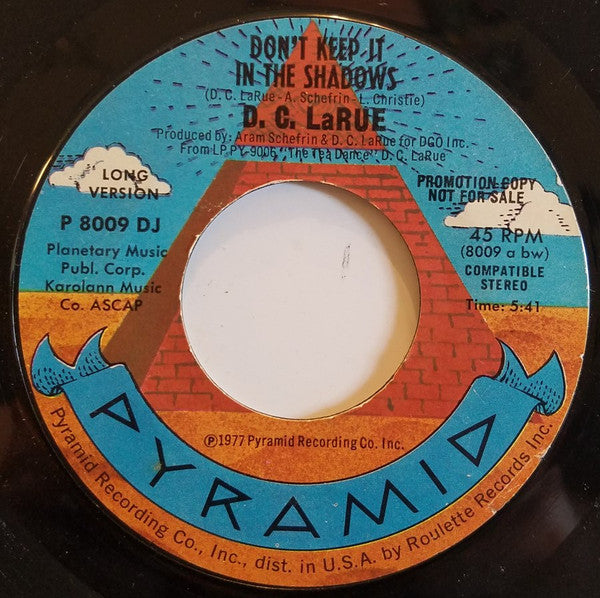 DON'T KEEP IT
IN THE SHADOWS
(D. C. LaRue - A. Schefrin - L. Christie)
D. C. LaRUE
Produced by: Aram Schefrin & D. C. LaRue for DGO Inc.
From LP PY-9006 "The Tea Dance" D. C. LaRue
LONG
VERSION
P 8009 DJ
Planetary Music
Publ. Corp.
Karolann Music
Co. ASCAP
PROMOTION COPY
NOT FOR SALE
45 RPM
(8009 a bw)
COMPATIBLE
STEREO
Time: 5:41
℗1977 Pyramid Recording Co. Inc.
PYRAMID
Pyramid Recording Co., Inc., dist. in U.S.A. by Roulette Records Inc.